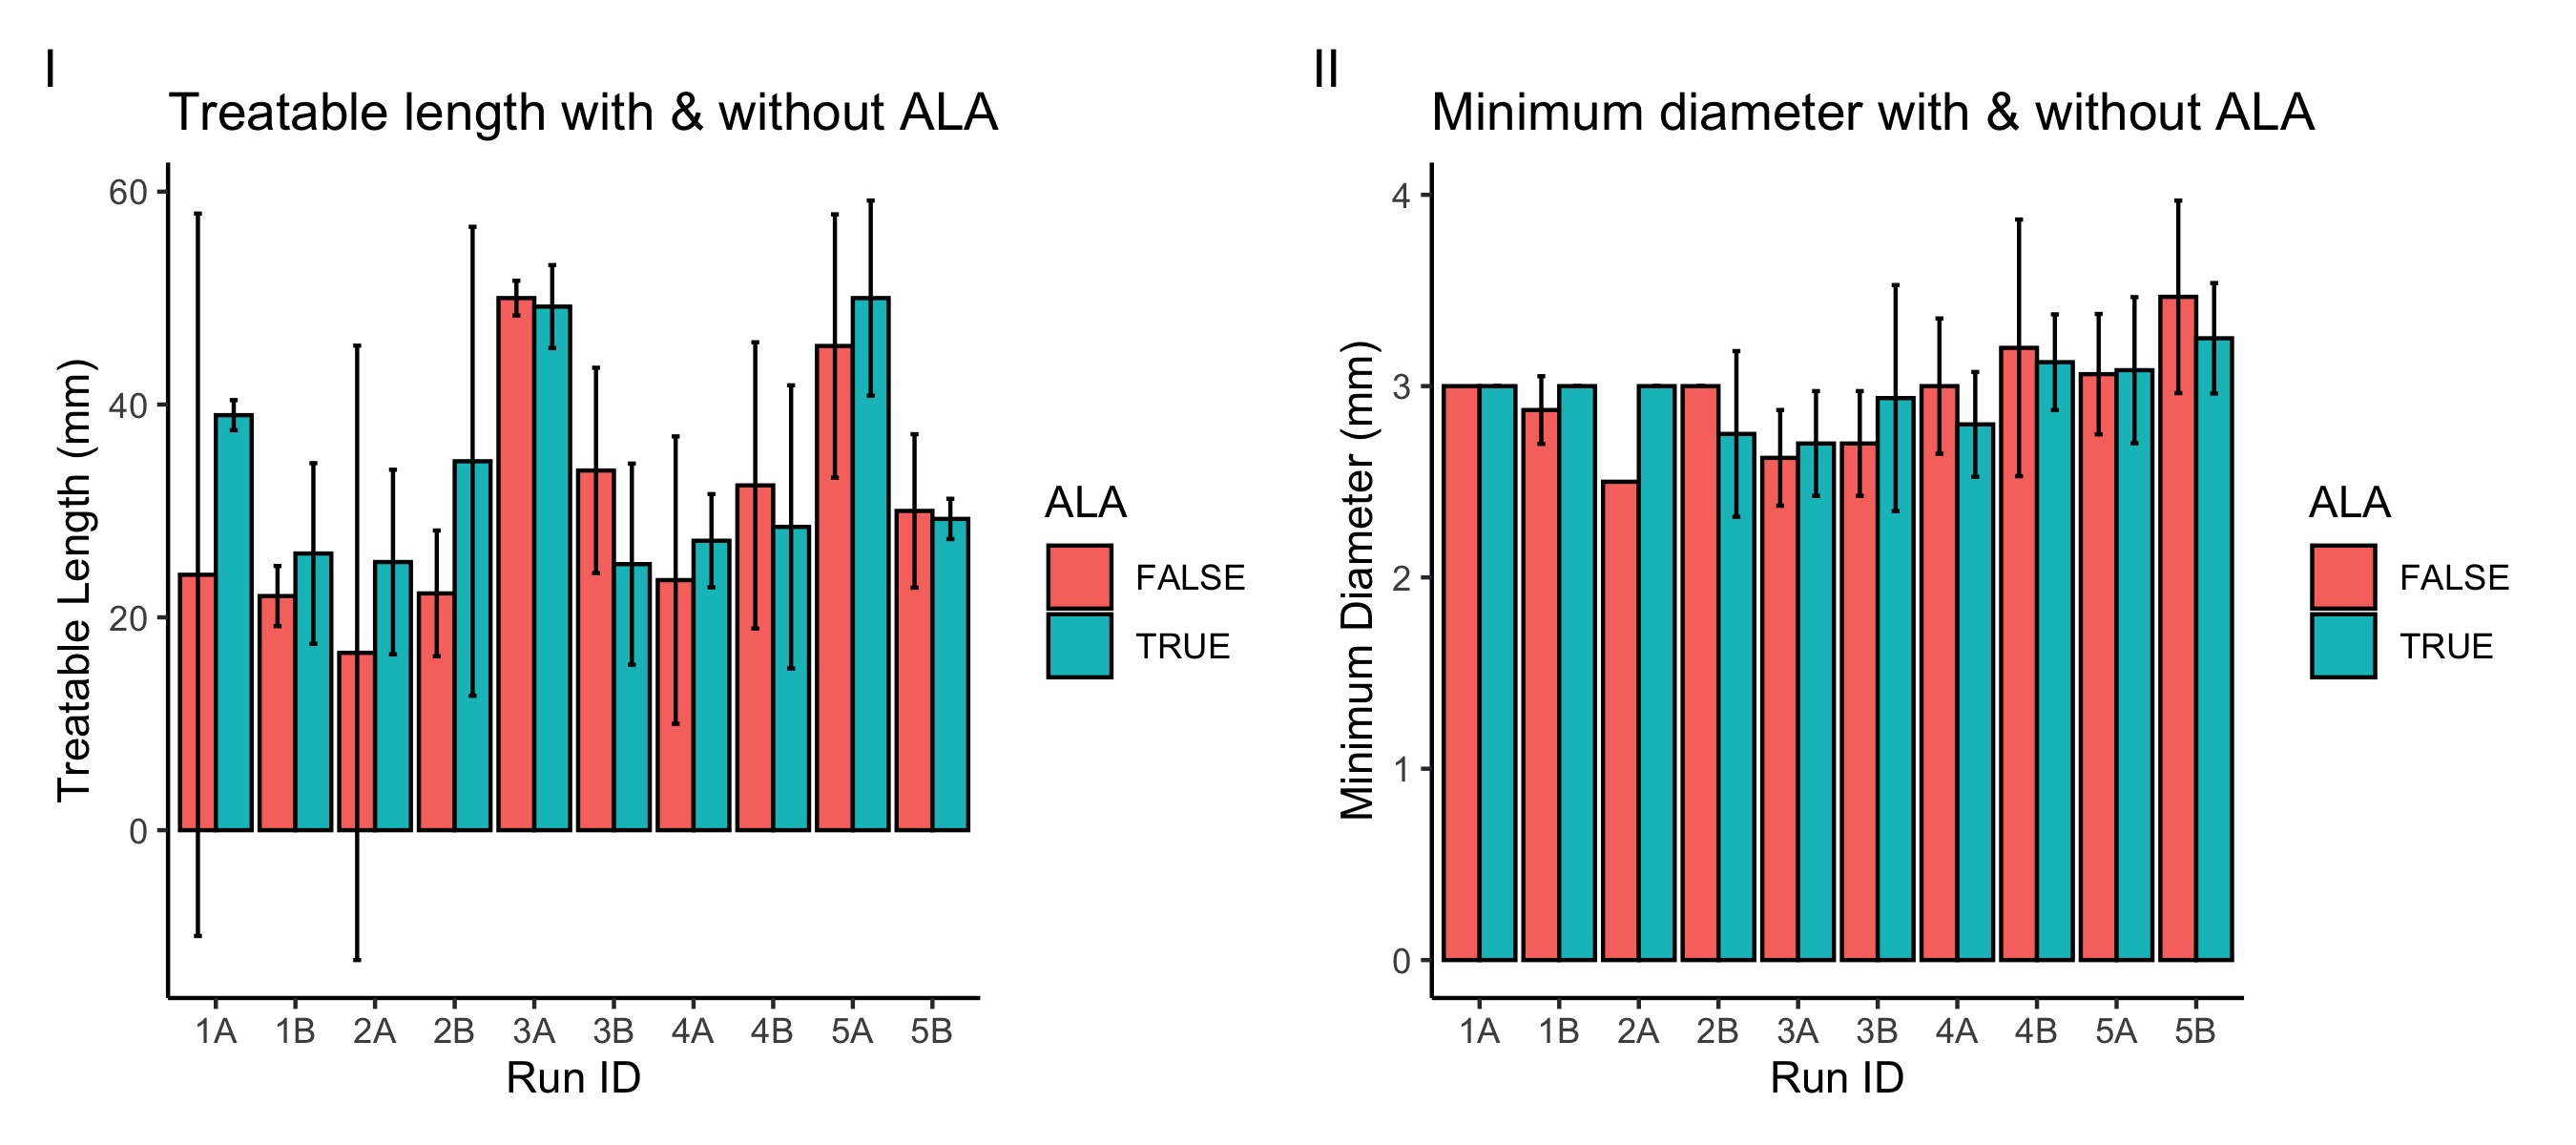 I
Treatable length with & without ALA
Treatable Length (mm)
60
40
20
0
1A 1B 2A 2B 3A 3B 4A 4B 5A 5B
Run ID
ALA
FALSE
TRUE
II
Minimum diameter with & without ALA
Minimum Diameter (mm)
4
3
2
1
0
1A 1B 2A 2B 3A 3B 4A 4B 5A 5B
Run ID
ALA
FALSE
TRUE